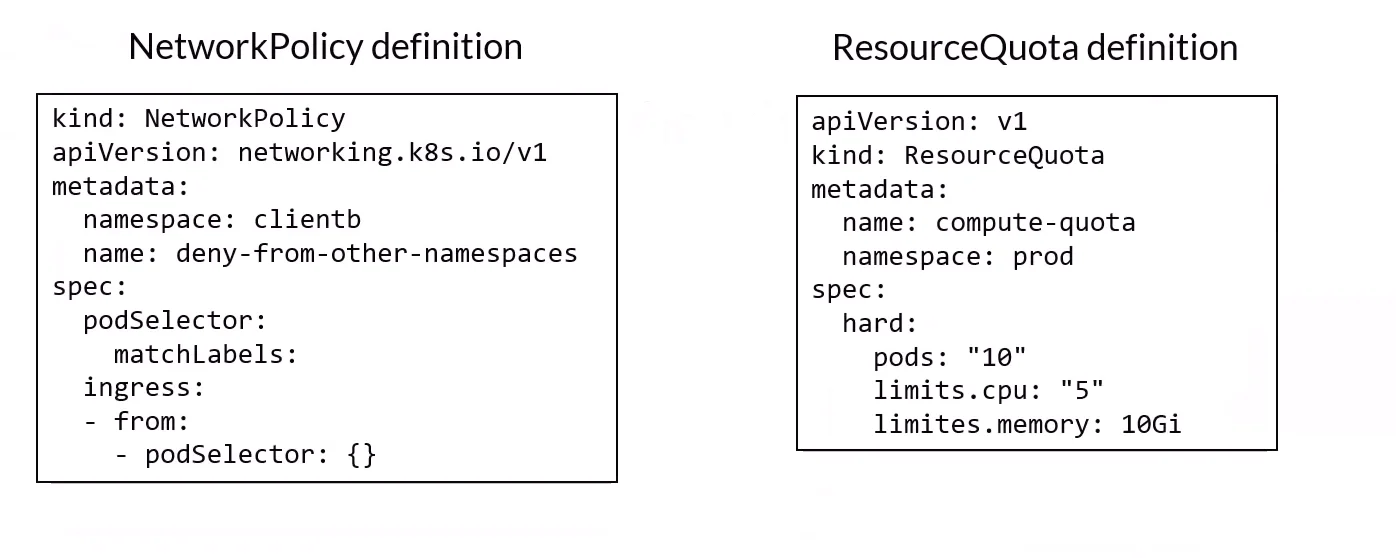 NetworkPolicy definition
kind: NetworkPolicy
apiVersion: networking.k8s.io/v1
metadata:
  namespace: clientb
  name: deny-from-other-namespaces
spec:
  podSelector:
    matchLabels:
  ingress:
  - from:
    - podSelector: {}
ResourceQuota definition
apiVersion: v1
kind: ResourceQuota
metadata:
  name: compute-quota
  namespace: prod
spec:
  hard:
    pods: "10"
    limits.cpu: "5"
    limites.memory: 10Gi